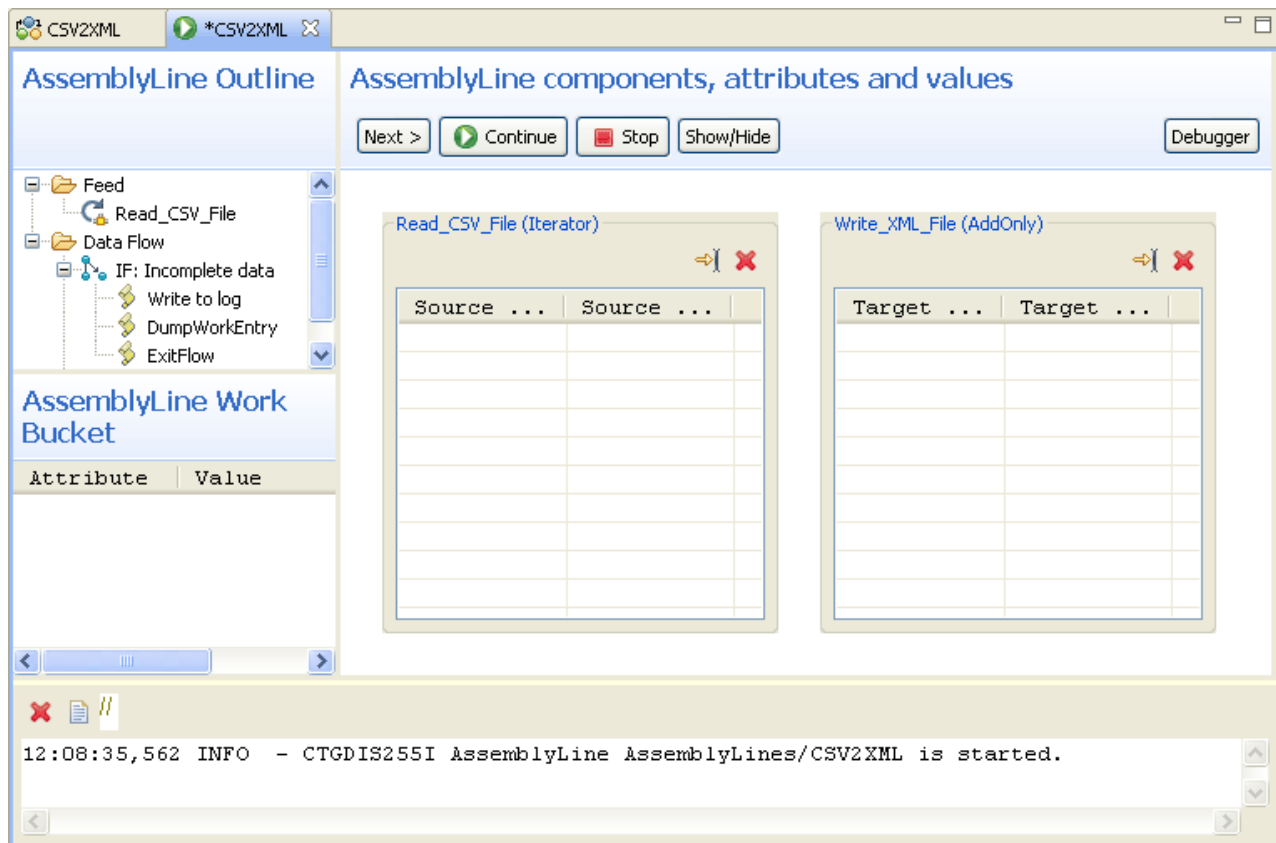 CSV2XML
*CSV2XML
AssemblyLine Outline
AssemblyLine components, attributes and values
Next >
Continue
Stop
Show/Hide
Debugger
Feed
Read_CSV_File
Data Flow
IF: Incomplete data
Write to log
DumpWorkEntry
ExitFlow
Read_CSV_File (Iterator)
Source ... Source ...
Write_XML_File (AddOnly)
Target ... Target ...
AssemblyLine Work
Bucket
Attribute Value
//
12:08:35,562 INFO - CTGDIS255I AssemblyLine AssemblyLines/CSV2XML is started.